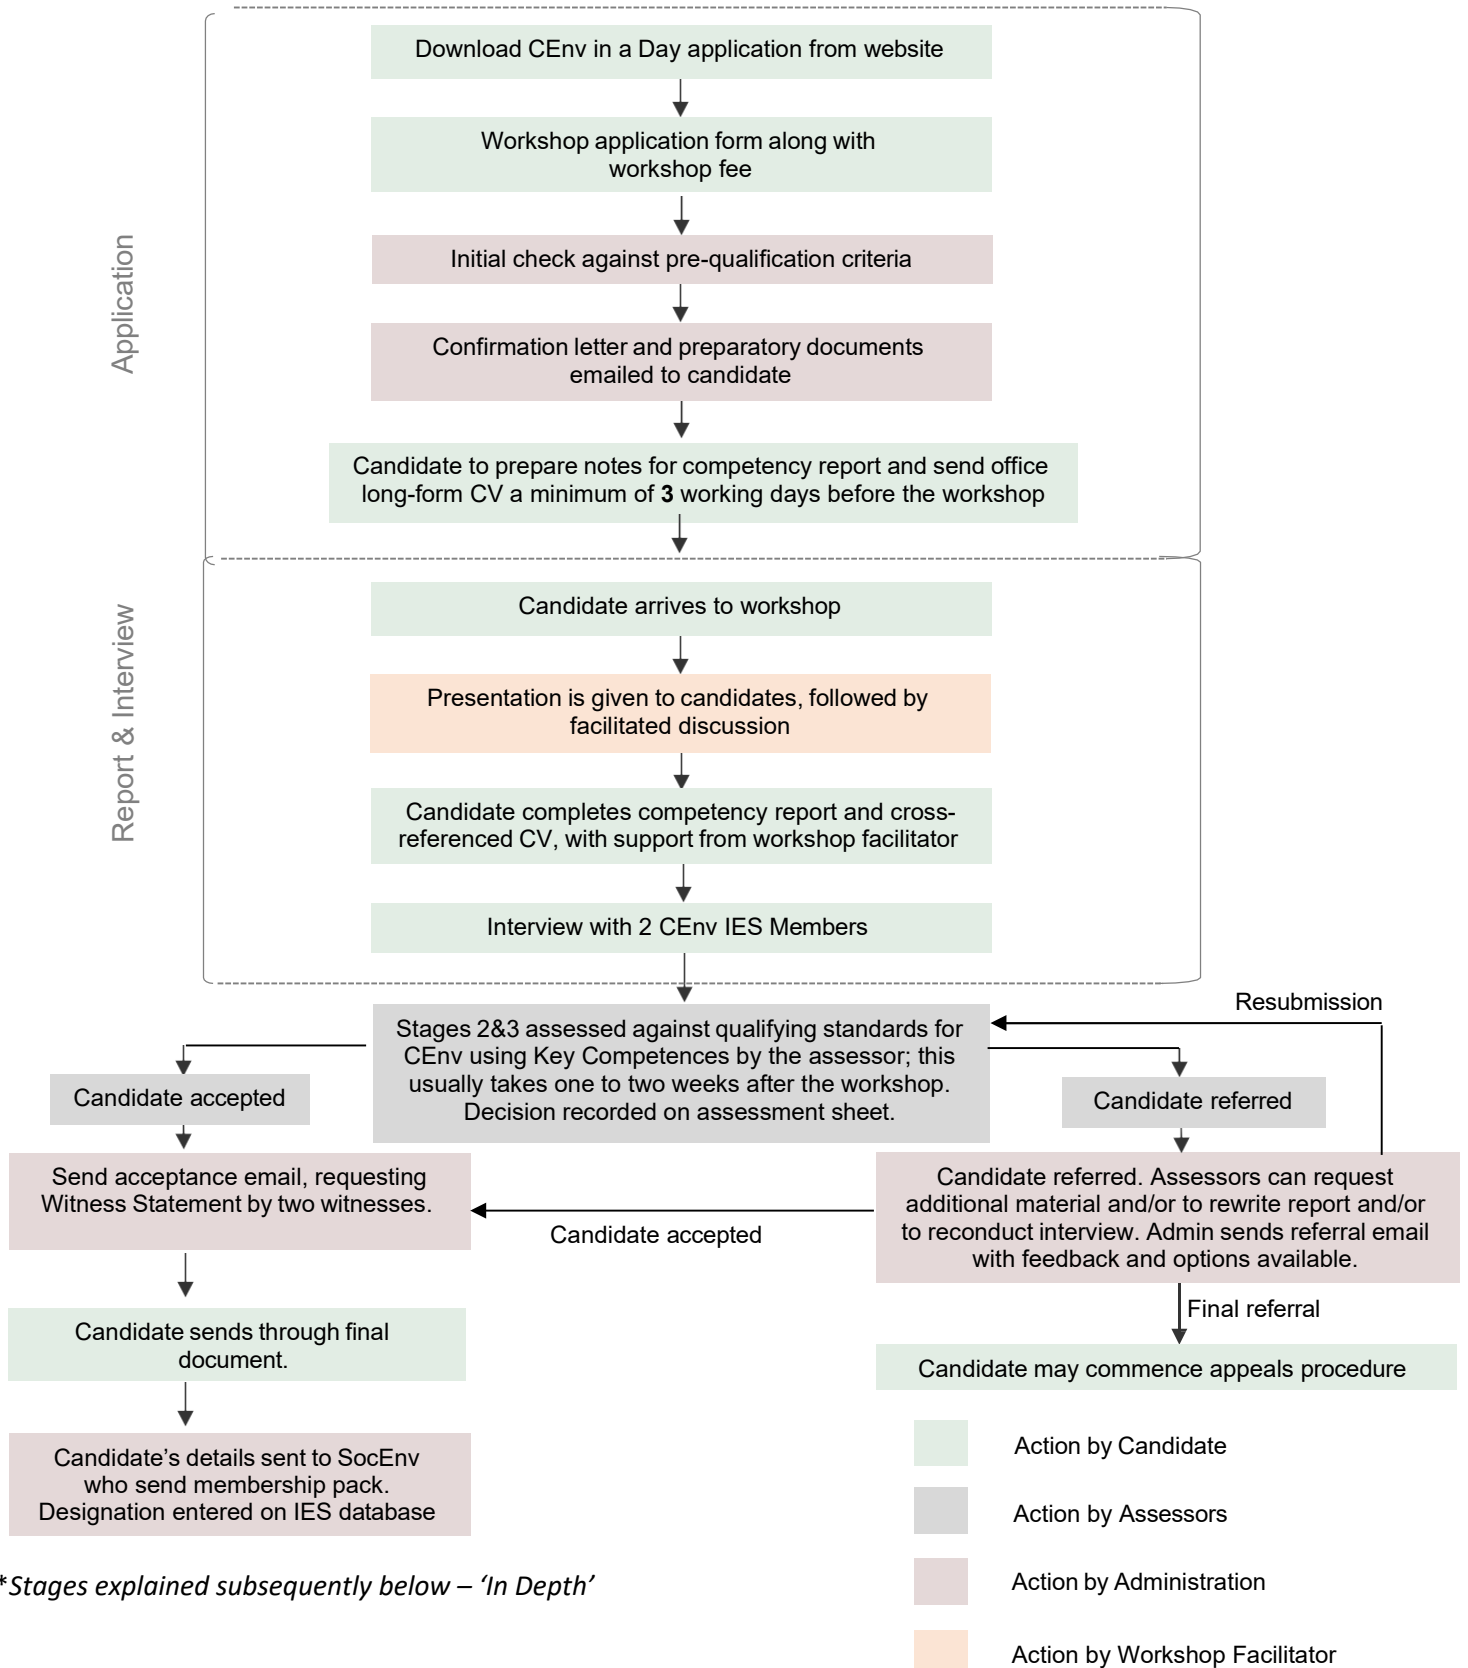 Application
Download CEnv in a Day application from website
Workshop application form along with
workshop fee
Initial check against pre-qualification criteria
Confirmation letter and preparatory documents
emailed to candidate
Candidate to prepare notes for competency report and send office
long-form CV a minimum of 3 working days before the workshop
Report & Interview
Candidate arrives to workshop
Presentation is given to candidates, followed by
facilitated discussion
Candidate completes competency report and cross-
referenced CV, with support from workshop facilitator
Interview with 2 CEnv IES Members
Stages 2&3 assessed against qualifying standards for
CEnv using Key Competences by the assessor; this
usually takes one to two weeks after the workshop.
Decision recorded on assessment sheet.
Resubmission
Candidate accepted
Candidate referred
Send acceptance email, requesting
Witness Statement by two witnesses.
Candidate accepted
Candidate referred. Assessors can request
additional material and/or to rewrite report and/or
to reconduct interview. Admin sends referral email
with feedback and options available.
Final referral
Candidate sends through final
document.
Candidate may commence appeals procedure
Candidate’s details sent to SocEnv
who send membership pack.
Designation entered on IES database
Action by Candidate
Action by Assessors
Action by Administration
Action by Workshop Facilitator
*Stages explained subsequently below – ‘In Depth’